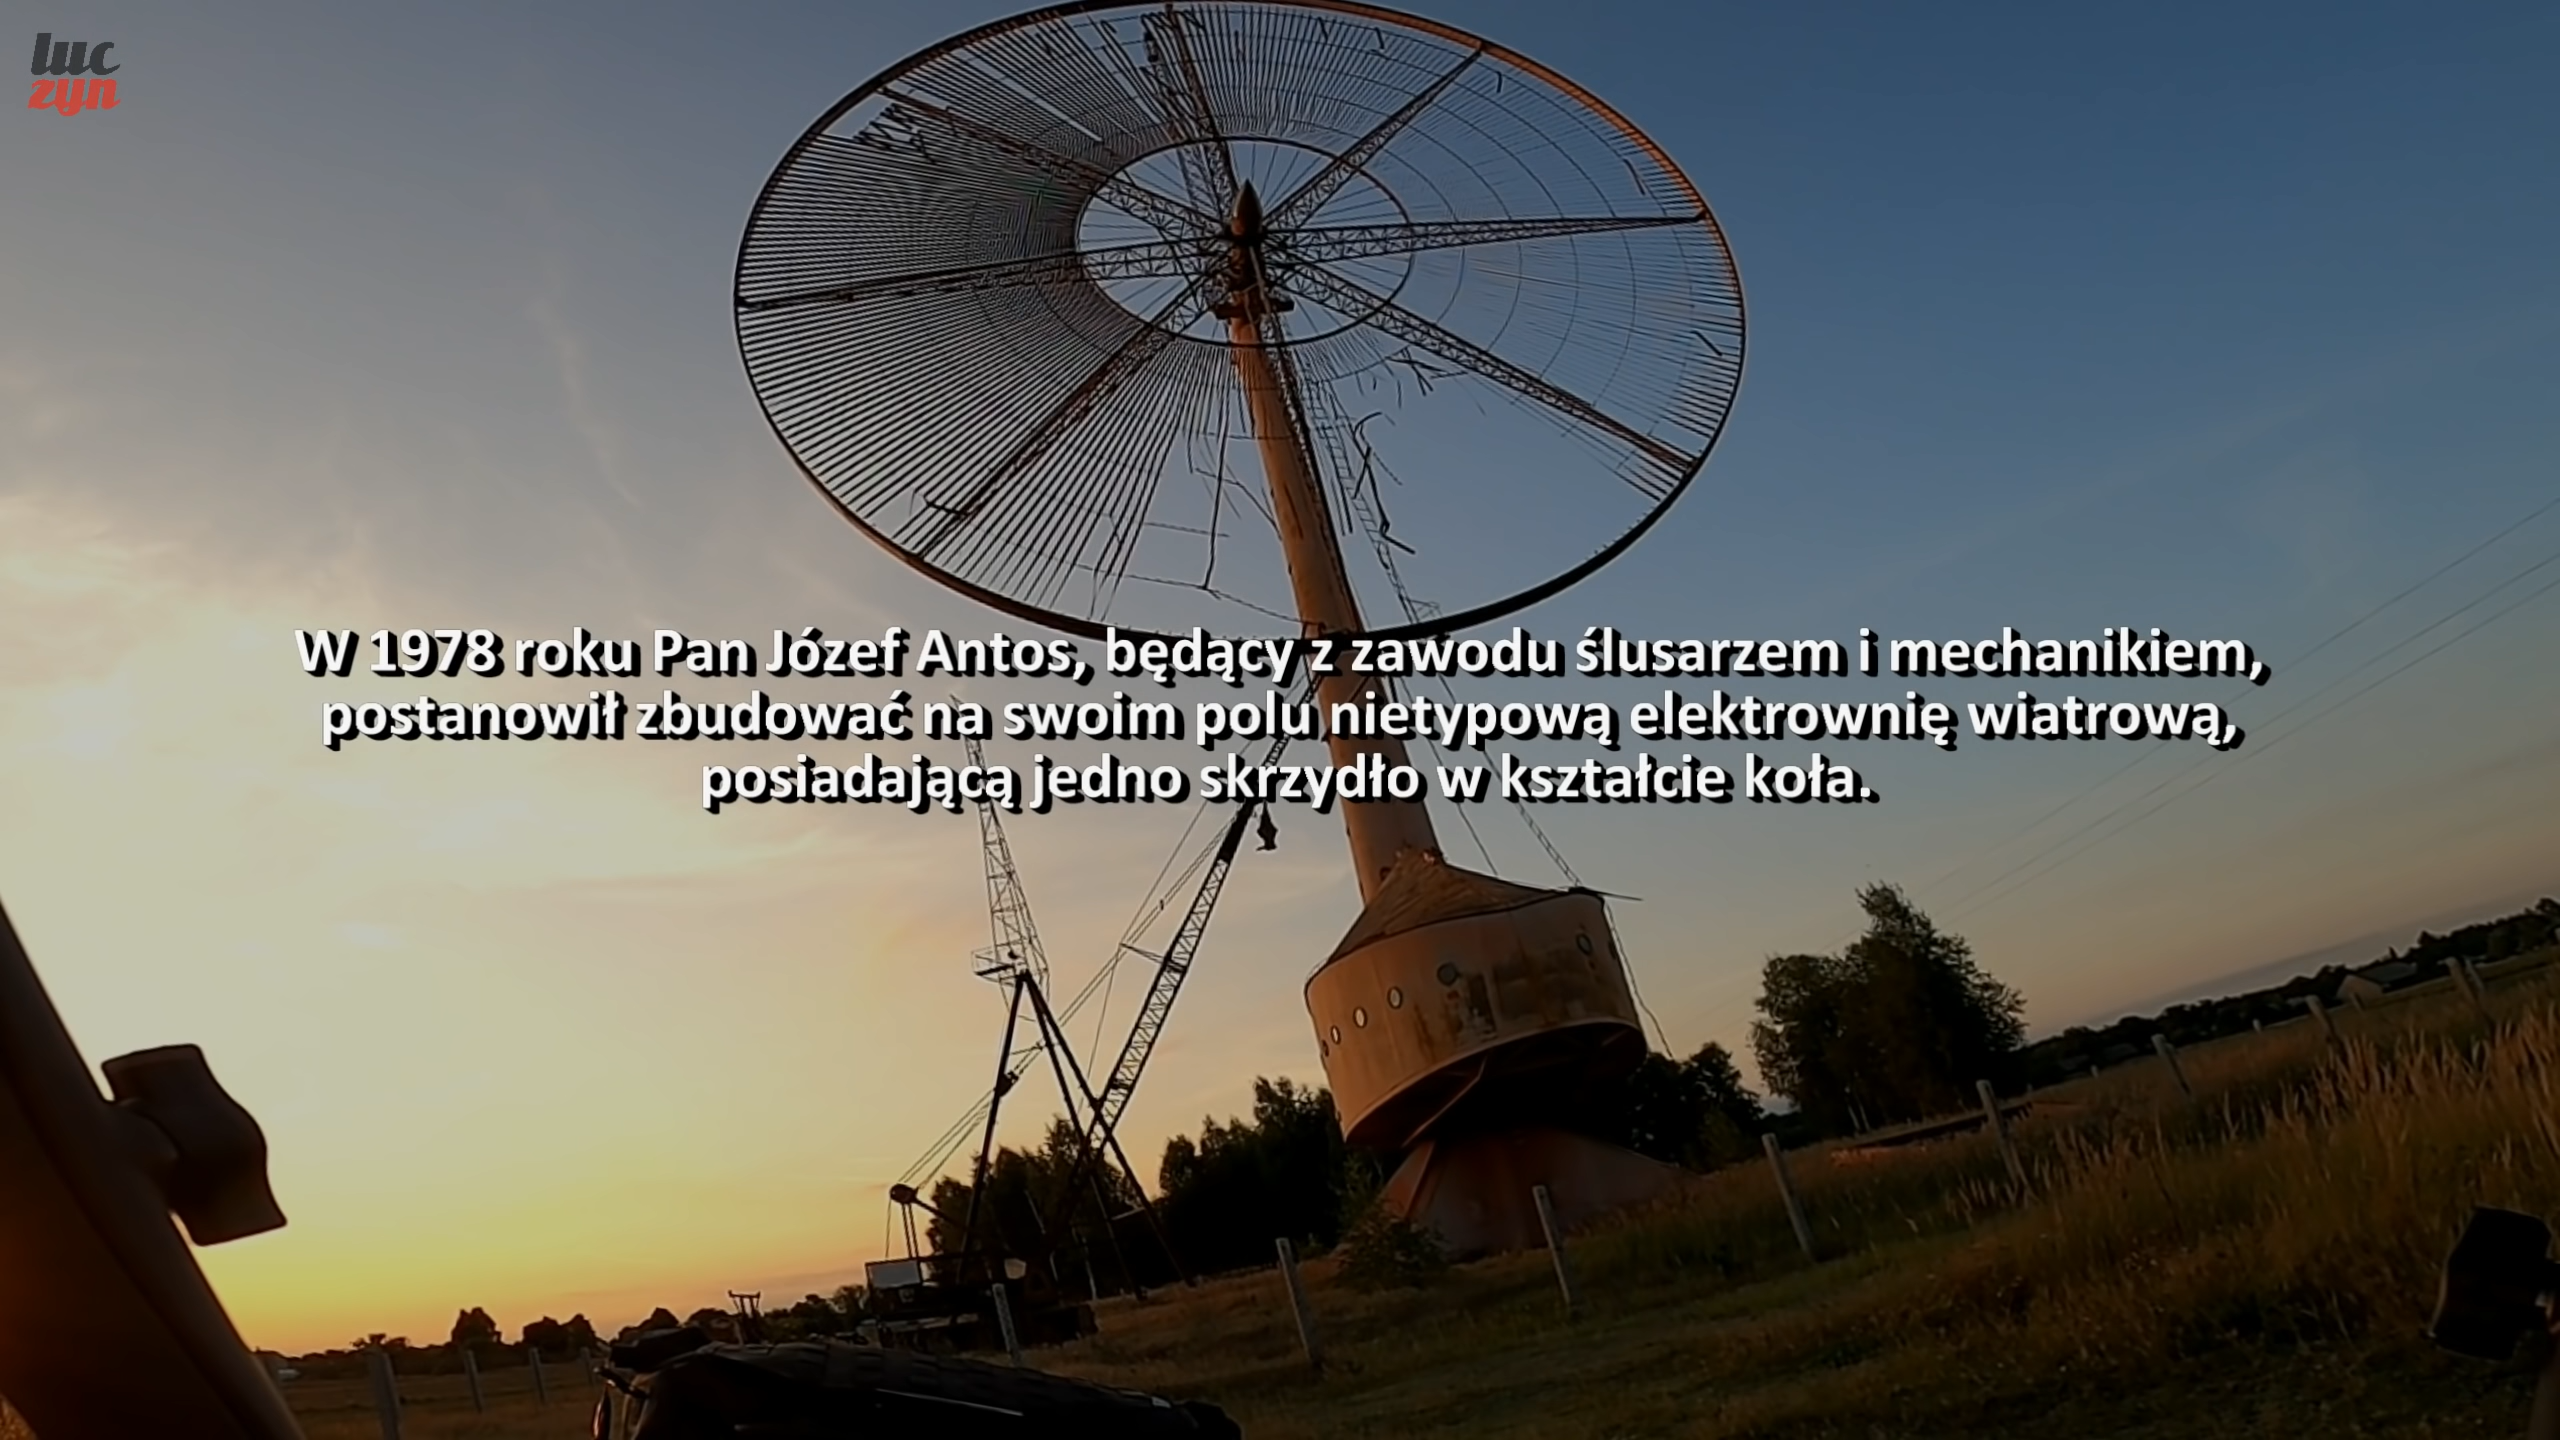 luc
zyn
W 1978 roku Pan Józef Antos, będący z zawodu ślusarzem i mechanikiem,
postanowił zbudować na swoim polu nietypową elektrownię wiatrową,
posiadającą jedno skrzydło w kształcie koła.